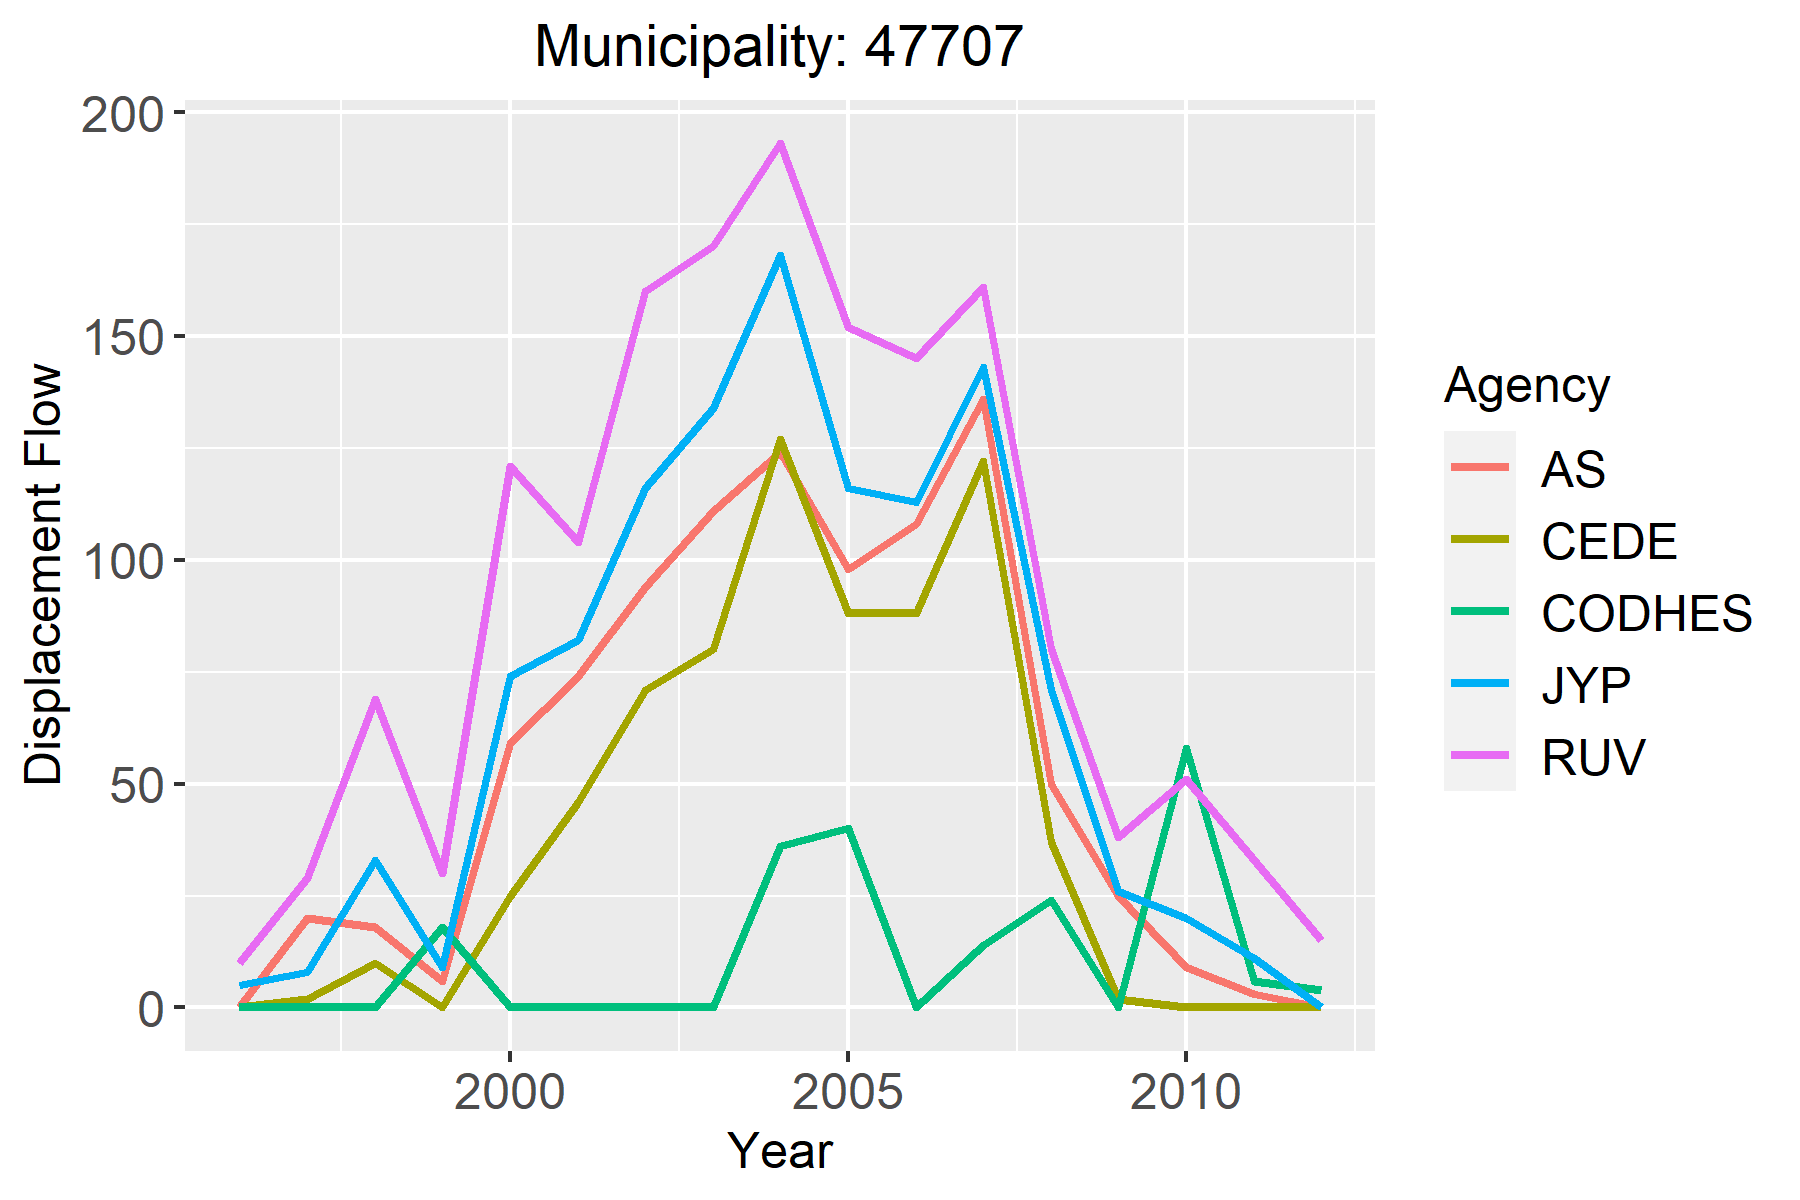 Municipality: 47707
200
150
100
50
0
Displacement Flow
2000 2005 2010
Year
Agency
AS
CEDE
CODHES
JYP
RUV